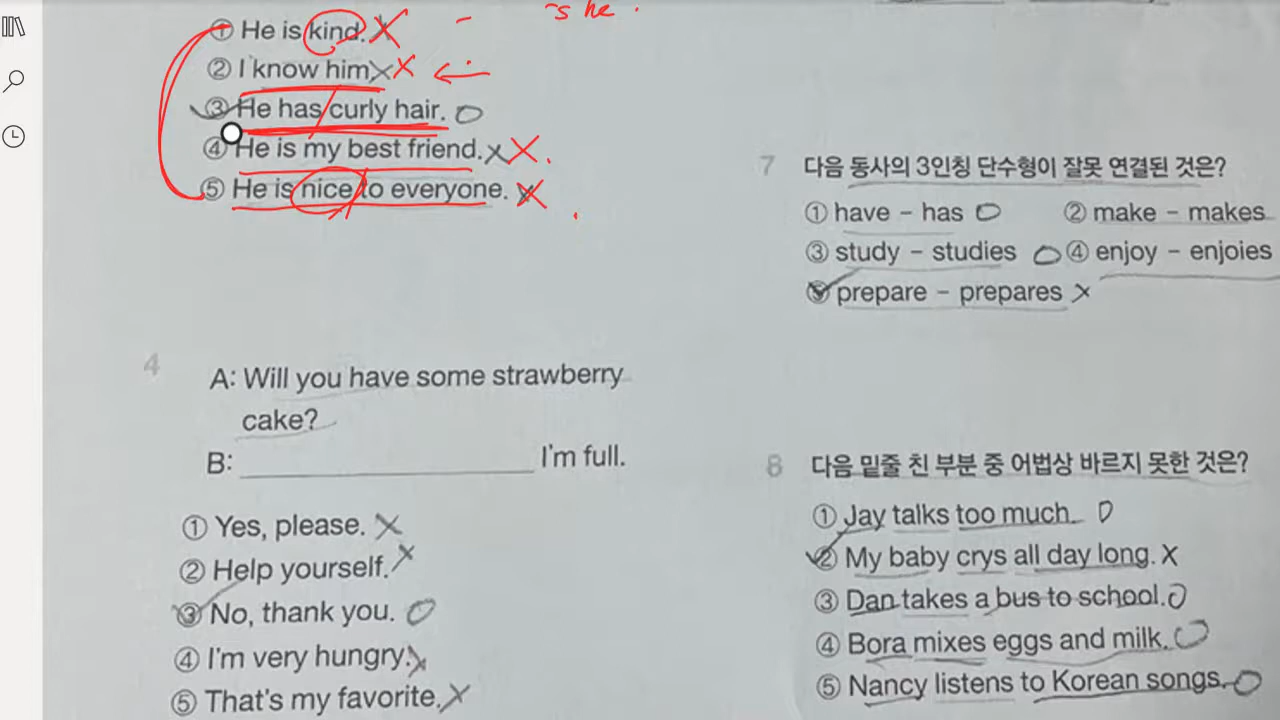 s he.
① He is kind. X
② I know him X X
③ He has/curly hair. O
④ He is my best friend. X X.
⑤ He is nice to everyone. X
4
A: Will you have some strawberry
cake?
B: ____________ I'm full.
① Yes, please. X
② Help yourself. X
③ No, thank you. O
④ I'm very hungry. X
⑤ That's my favorite. X
7 다음 동사의 3인칭 단수형이 잘못 연결된 것은?
① have – has O ② make – makes
③ study – studies O ④ enjoy – enjoies
⑤ prepare – prepares X
8 다음 밑줄 친 부분 중 어법상 바르지 못한 것은?
① Jay talks too much. O
② My baby crys all day long. X
③ Dan takes a bus to school. O
④ Bora mixes eggs and milk. O
⑤ Nancy listens to Korean songs. O